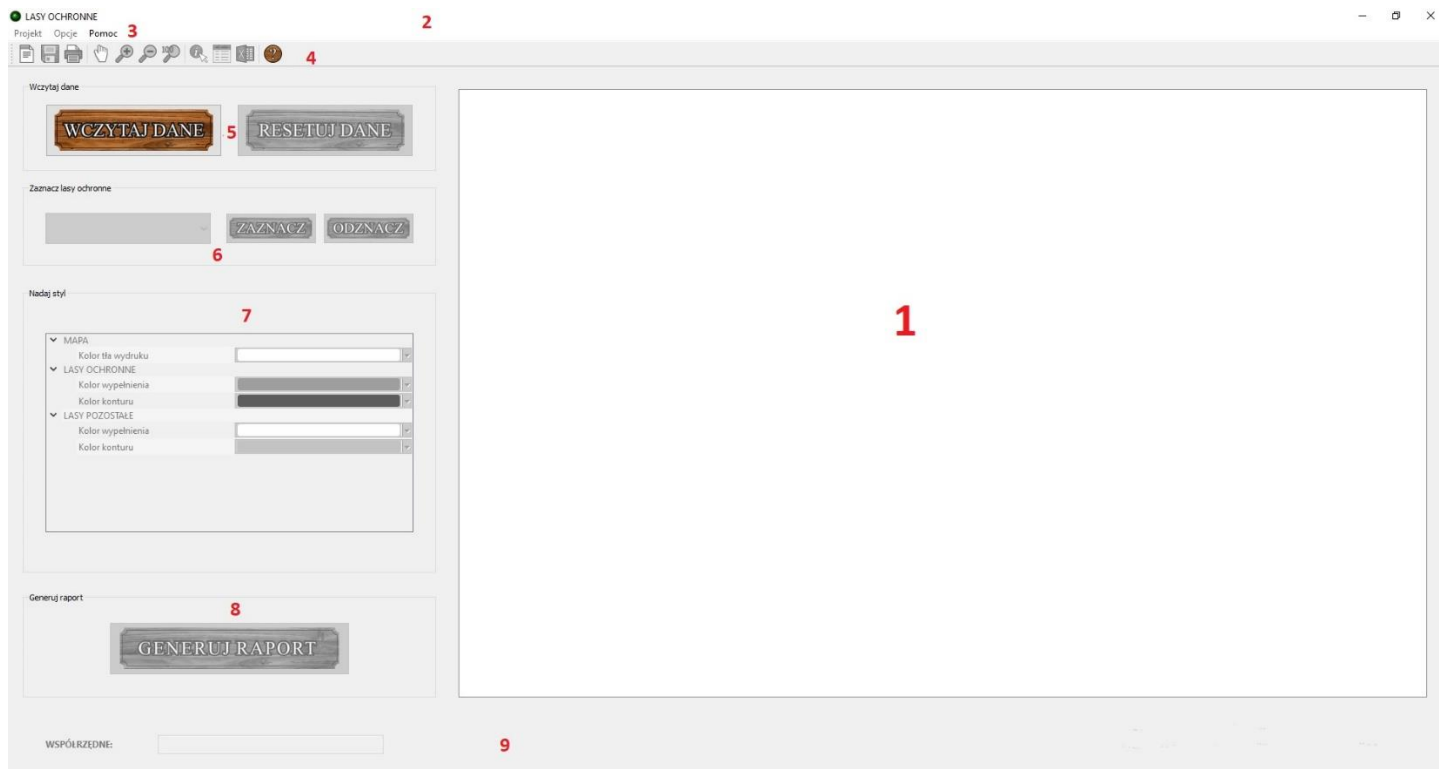 LASY OCHRONNE
2
Projekt Opcje Pomoc 3
100
4
Wczytaj dane
WCZYTAJ DANE 5 RESETUJ DANE
Zaznacz lasy ochronne
ZAZNACZ ODZNACZ
6
Nadaj styl
7
MAPA
Kolor tła wydruku
LASY OCHRONNE
Kolor wypełnienia
Kolor konturu
LASY POZOSTAŁE
Kolor wypełnienia
Kolor konturu
1
Generuj raport
8
GENERUJ RAPORT
WSPÓŁRZĘDNE:
9